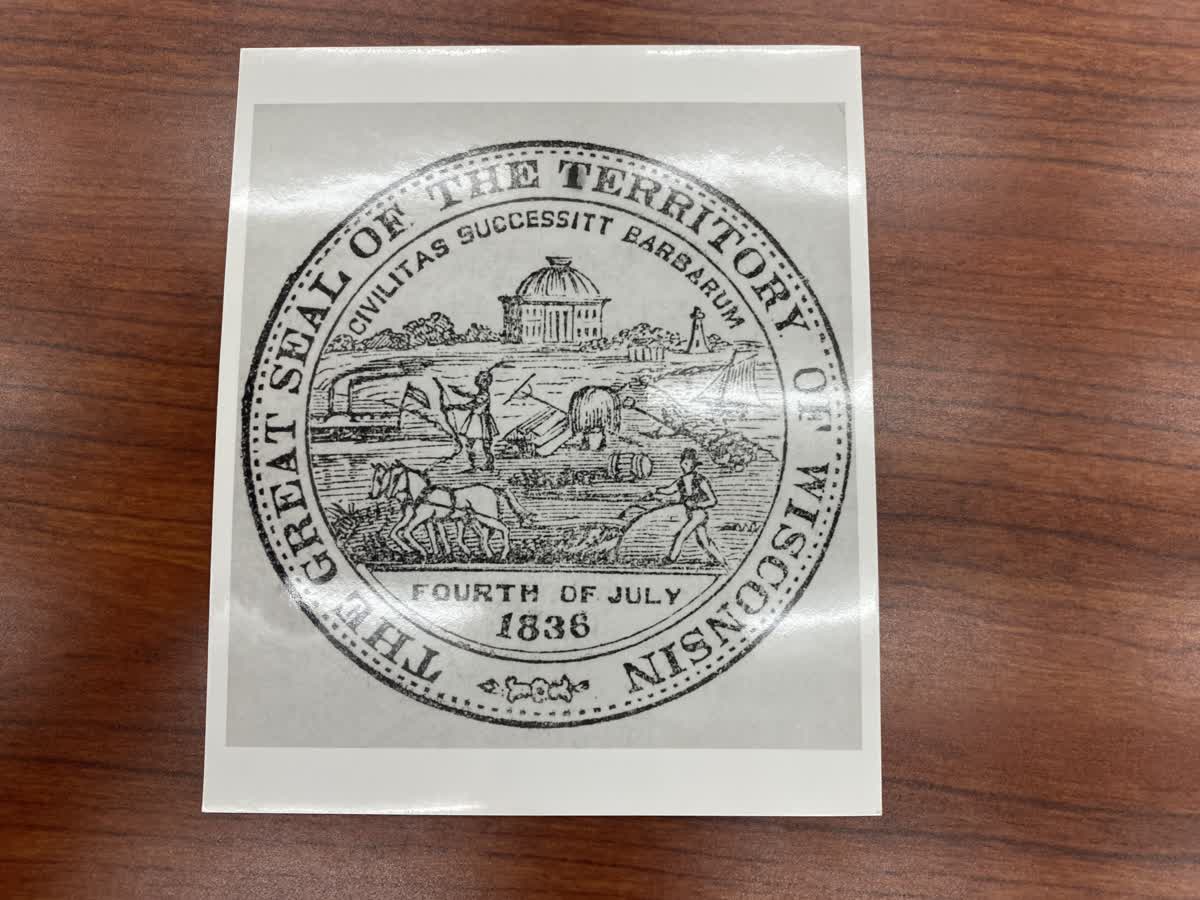 THE GREAT SEAL OF THE TERRITORY OF WISCONSIN
CIVILITAS SUCCESSITT BARBARUM
FOURTH OF JULY
1836